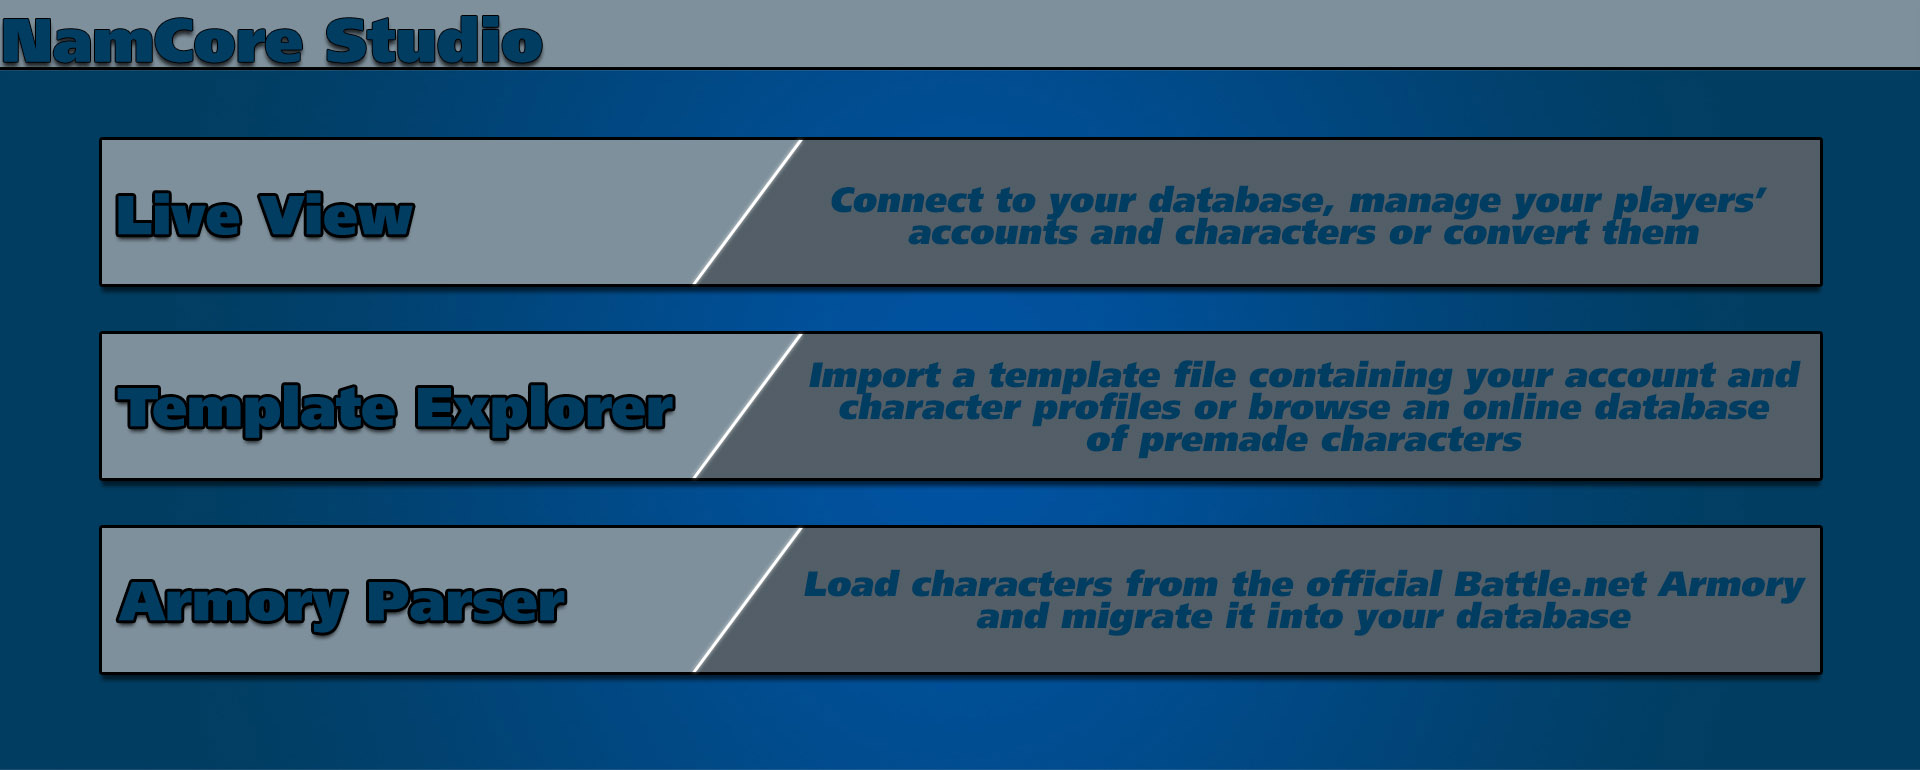 NamCore Studio
Live View
Connect to your database, manage your players’
accounts and characters or convert them
Template Explorer
Import a template file containing your account and
character profiles or browse an online database
of premade characters
Armory Parser
Load characters from the official Battle.net Armory
and migrate it into your database